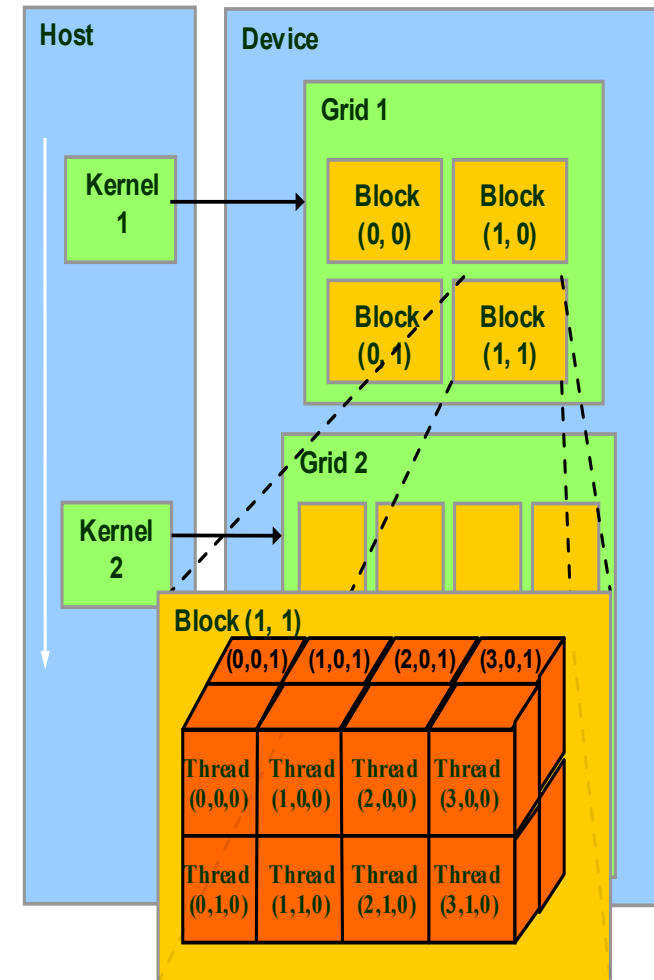 Host
Device
Grid 1
Kernel
1
Block
(0, 0)
Block
(1, 0)
Block
(0, 1)
Block
(1, 1)
Grid 2
Kernel
2
Block (1, 1)
(0,0,1) (1,0,1) (2,0,1) (3,0,1)
Thread
(0,0,0)
Thread
(1,0,0)
Thread
(2,0,0)
Thread
(3,0,0)
Thread
(0,1,0)
Thread
(1,1,0)
Thread
(2,1,0)
Thread
(3,1,0)